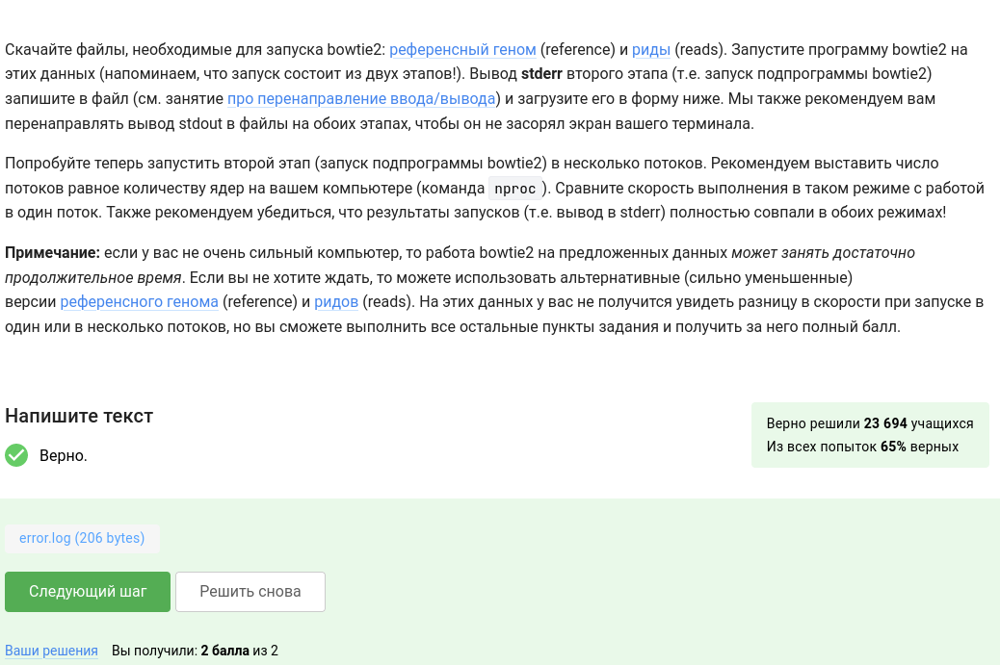 Скачайте файлы, необходимые для запуска bowtie2: референсный геном (reference) и риды (reads). Запустите программу bowtie2 на
этих данных (напоминаем, что запуск состоит из двух этапов!). Вывод stderr второго этапа (т.е. запуск подпрограммы bowtie2)
запишите в файл (см. занятие про перенаправление ввода/вывода) и загрузите его в форму ниже. Мы также рекомендуем вам
перенаправлять вывод stdout в файлы на обоих этапах, чтобы он не засорял экран вашего терминала.
Попробуйте теперь запустить второй этап (запуск подпрограммы bowtie2) в несколько потоков. Рекомендуем выставить число
потоков равное количеству ядер на вашем компьютере (команда nproc ). Сравните скорость выполнения в таком режиме с работой
в один поток. Также рекомендуем убедиться, что результаты запусков (т.е. вывод в stderr) полностью совпали в обоих режимах!
Примечание: если у вас не очень сильный компьютер, то работа bowtie2 на предложенных данных может занять достаточно
продолжительное время. Если вы не хотите ждать, то можете использовать альтернативные (сильно уменьшенные)
версии референсного генома (reference) и ридов (reads). На этих данных у вас не получится увидеть разницу в скорости при запуске в
один или в несколько потоков, но вы сможете выполнить все остальные пункты задания и получить за него полный балл.
Напишите текст
Верно решили 23 694 учащихся
Из всех попыток 65% верных
Верно.
error.log (206 bytes)
Следующий шаг Решить снова
Ваши решения Вы получили: 2 балла из 2